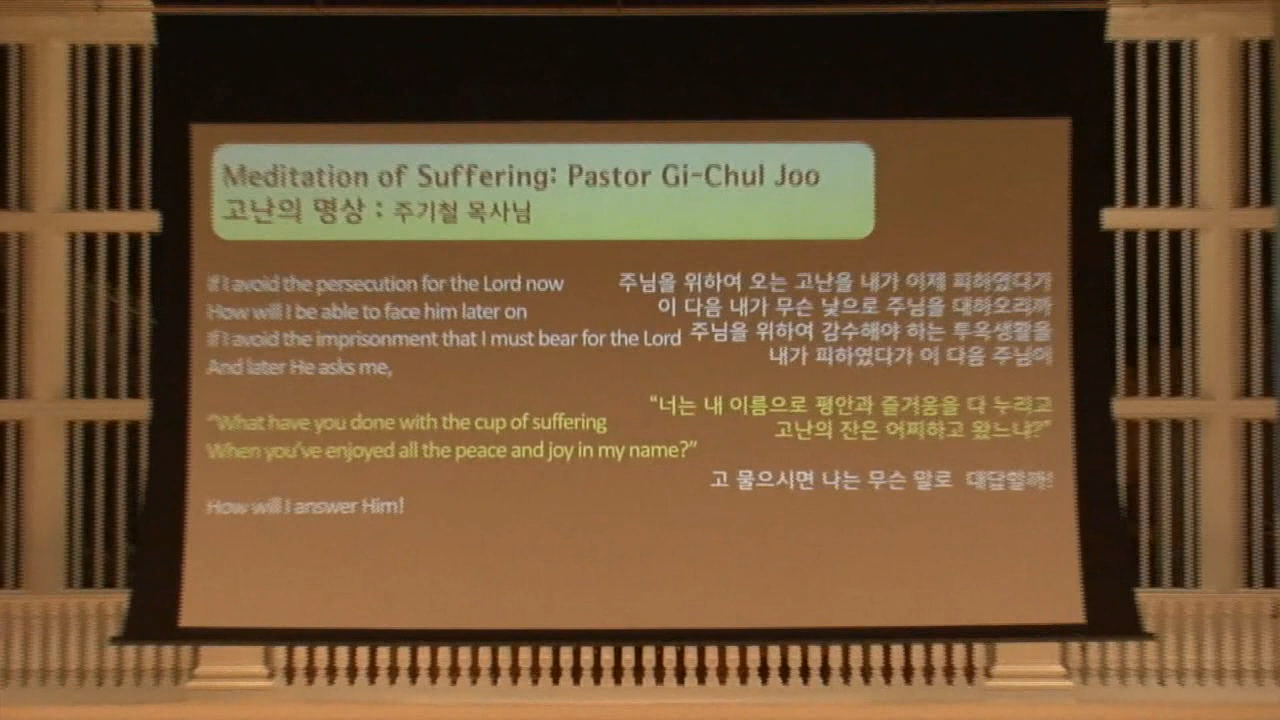 Meditation of Suffering: Pastor Gi-Chul Joo
고난의 명상 : 주기철 목사님
If I avoid the persecution for the Lord now
How will I be able to face him later on
If I avoid the imprisonment that I must bear for the Lord
And later He asks me,
"What have you done with the cup of suffering
When you've enjoyed all the peace and joy in my name?"
How will I answer Him!
주님을 위하여 오는 고난을 내가 이제 피하였다가
이 다음 내가 무슨 낯으로 주님을 대하오리까
주님을 위하여 감수해야 하는 투옥생활을
내가 피하였다가 이 다음 주님이
"너는 내 이름으로 평안과 즐거움을 다 누리고
고난의 잔은 어찌하고 왔느냐?"
고 물으시면 나는 무슨 말로 대답할까!